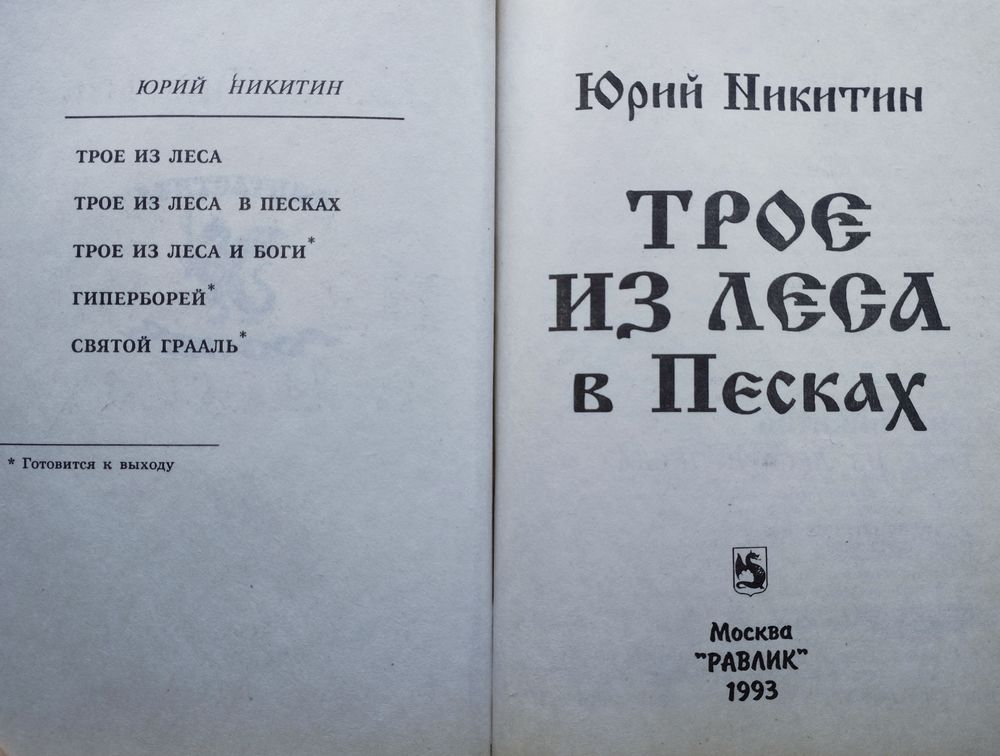 ЮРИЙ НИКИТИН
ТРОЕ ИЗ ЛЕСА
ТРОЕ ИЗ ЛЕСА В ПЕСКАХ
ТРОЕ ИЗ ЛЕСА И БОГИ*
ГИПЕРБОРЕЙ*
СВЯТОЙ ГРААЛЬ*
* Готовится к выходу
Юрий Никитин
ТРОЕ
ИЗ ЛЕСА
в Песках
Москва
"РАВЛИК"
1993